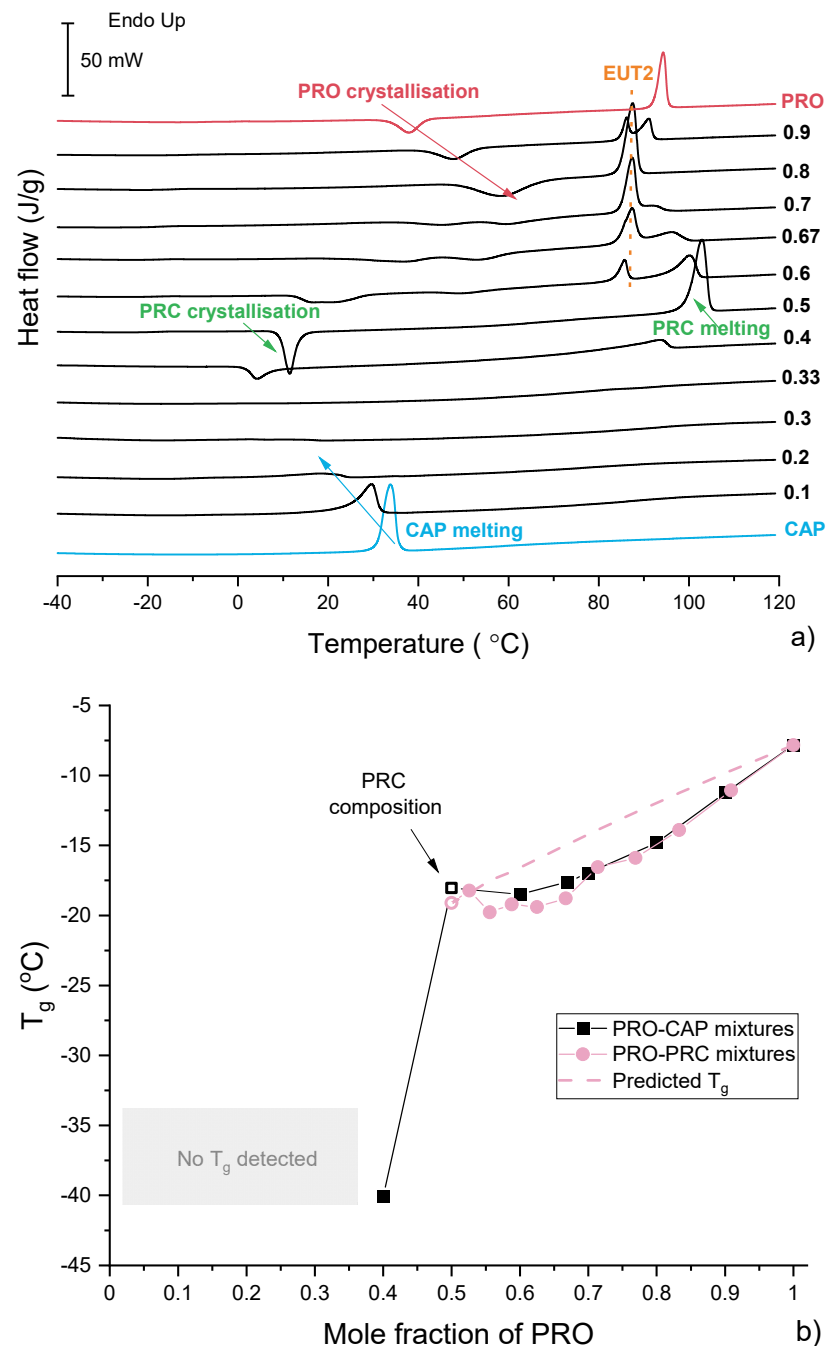 Endo Up
50 mW
EUT2
PRO crystallisation
PRO
0.9
0.8
0.7
0.67
0.6
PRC crystallisation
0.5
PRC melting
0.4
0.33
0.3
0.2
0.1
CAP melting
CAP
Heat flow (J/g)
-40 -20 0 20 40 60 80 100 120
Temperature ( °C)
a)
-5
-10
PRC
composition
-15
-20
Tg (°C)
-25
PRO-CAP mixtures
PRO-PRC mixtures
Predicted Tg
-30
-35
No Tg detected
-40
-45
0 0.1 0.2 0.3 0.4 0.5 0.6 0.7 0.8 0.9 1
Mole fraction of PRO
b)